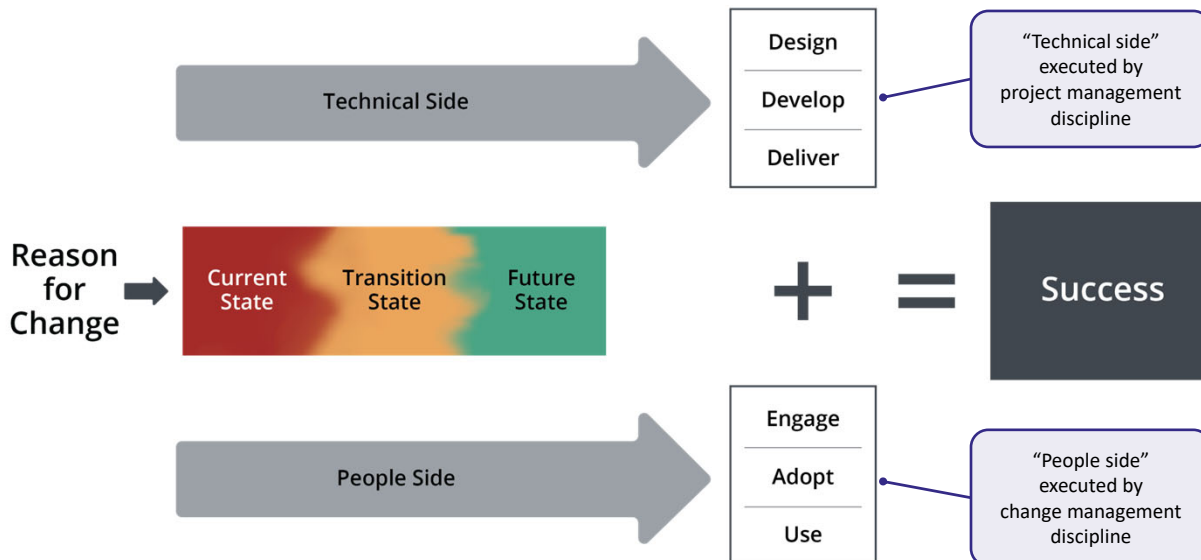 Technical Side
Design
Develop
Deliver
“Technical side”
executed by
project management
discipline
Reason
for
Change
Current
State
Transition
State
Future
State
+
=
Success
People Side
Engage
Adopt
Use
“People side”
executed by
change management
discipline